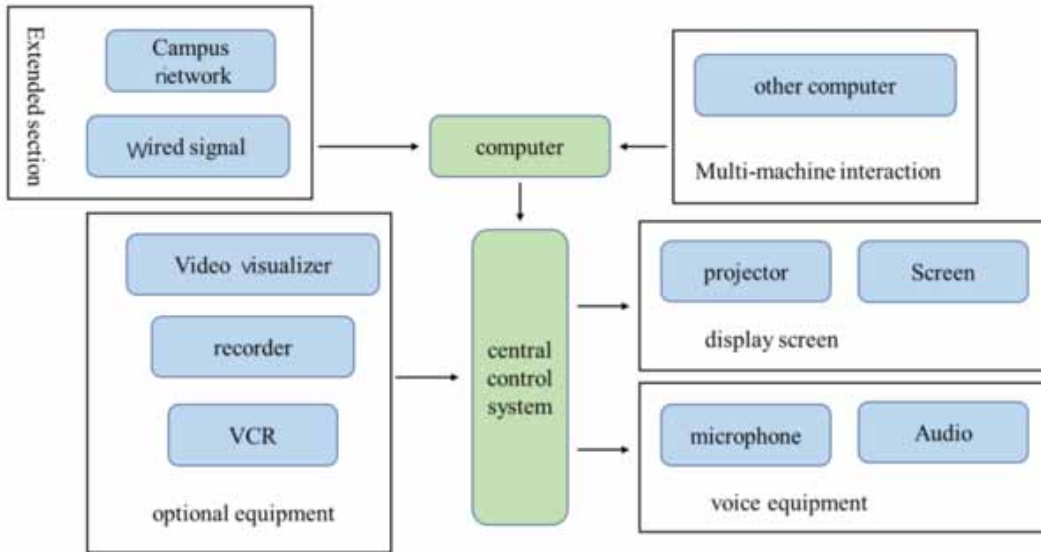 Extended section
Campus
network
Wired signal
computer
other computer
Multi-machine interaction
Video visualizer
recorder
VCR
optional equipment
central
control
system
projector
Screen
display screen
microphone
Audio
voice equipment